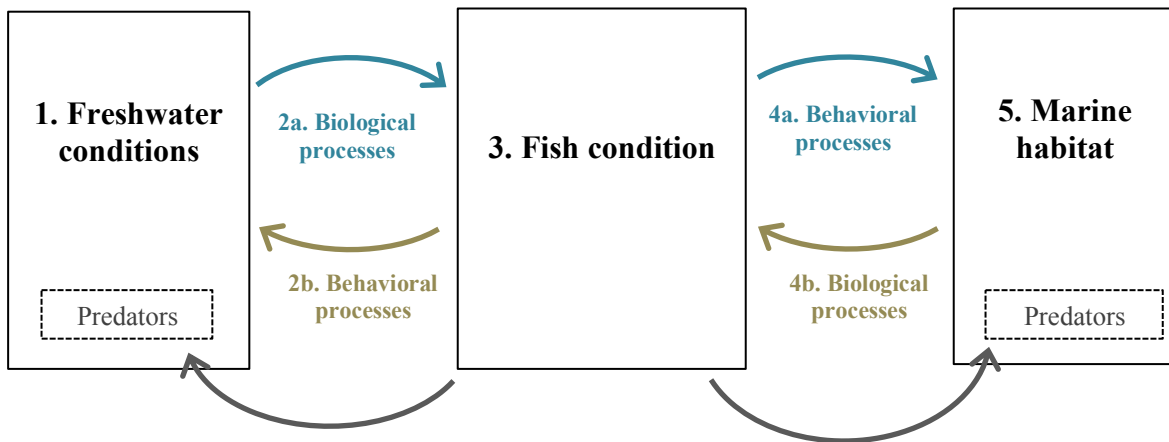 1. Freshwater
conditions
Predators
2a. Biological
processes
2b. Behavioral
processes
3. Fish condition
4a. Behavioral
processes
4b. Biological
processes
5. Marine
habitat
Predators